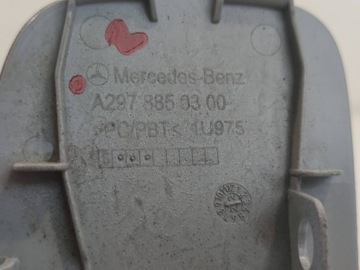 Mercedes-Benz
A297 885 03 00
>PC/PBT< 1U975